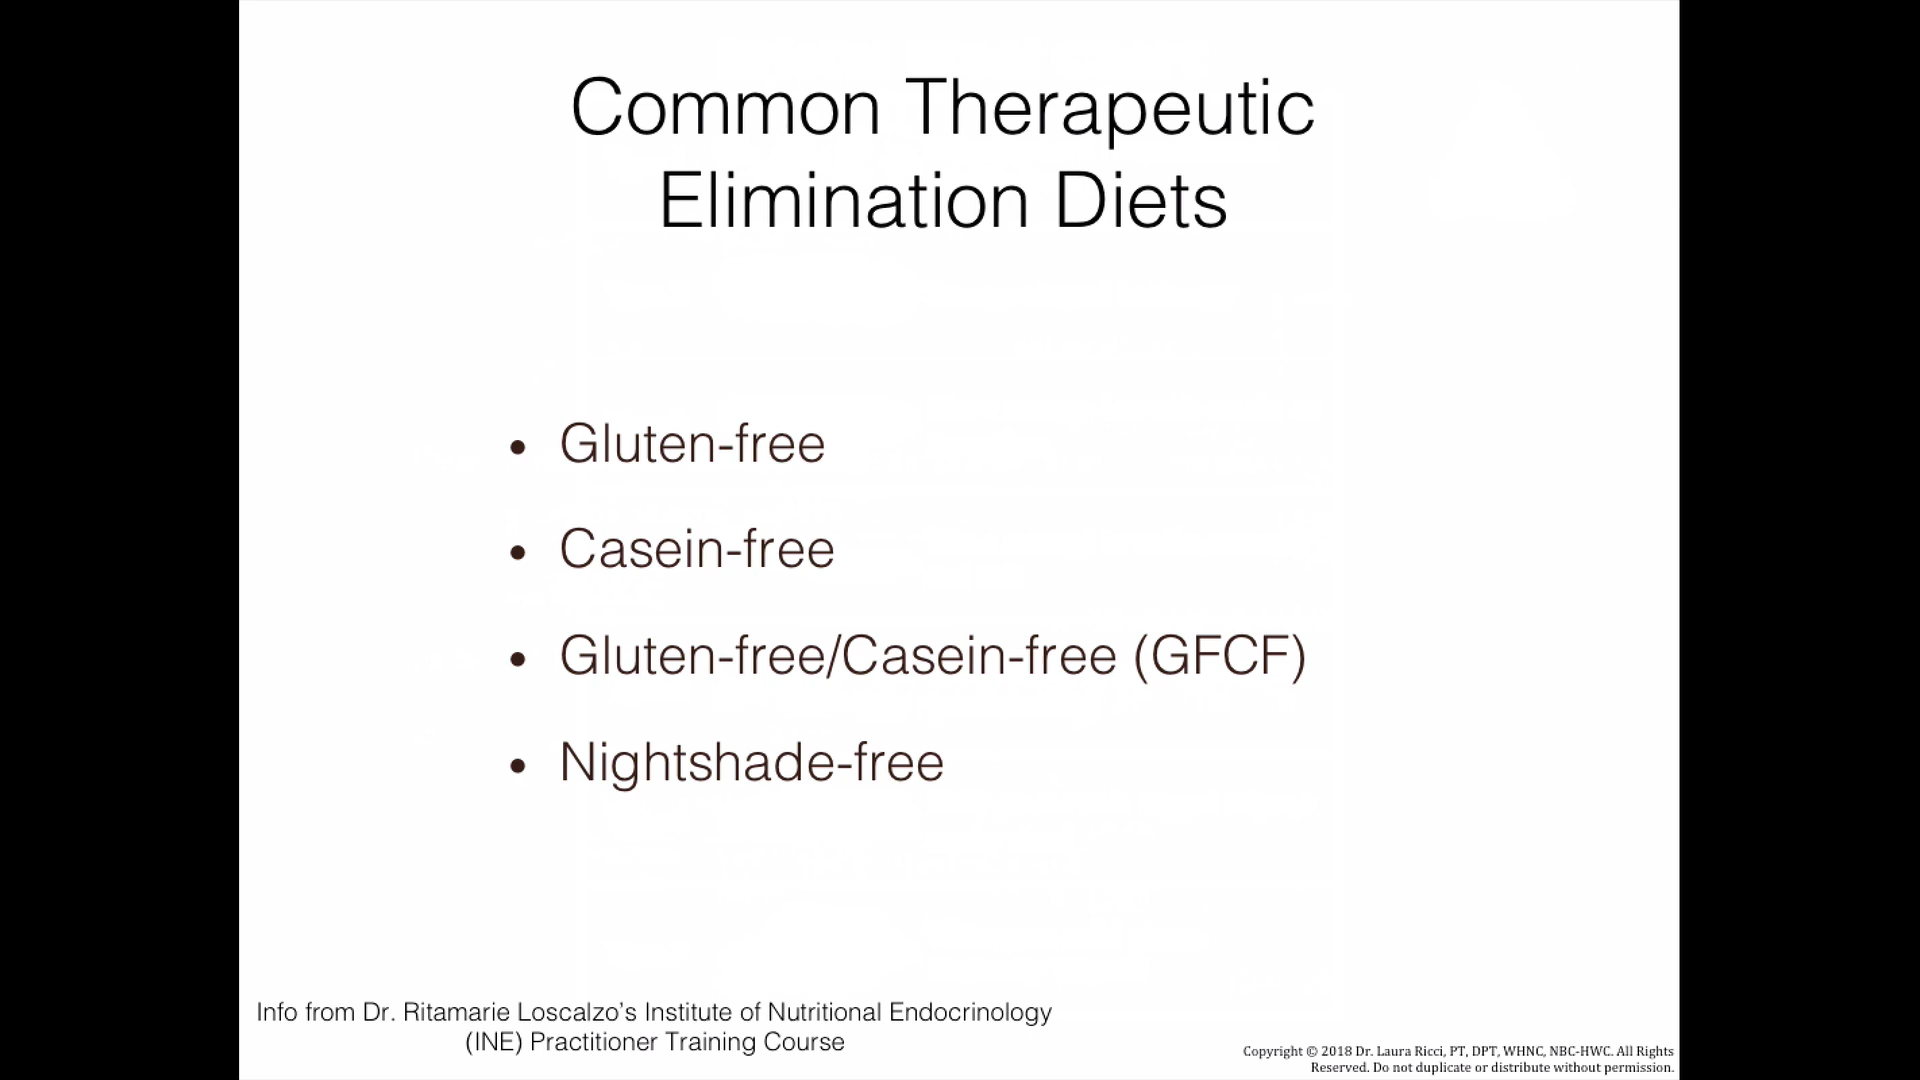 Common Therapeutic
Elimination Diets
• Gluten-free
• Casein-free
• Gluten-free/Casein-free (GFCF)
• Nightshade-free
Info from Dr. Ritamarie Loscalzo’s Institute of Nutritional Endocrinology
(INE) Practitioner Training Course
Copyright © 2018 Dr. Laura Ricci, PT, DPT, WHNC, NBC-HWC. All Rights
Reserved. Do not duplicate or distribute without permission.